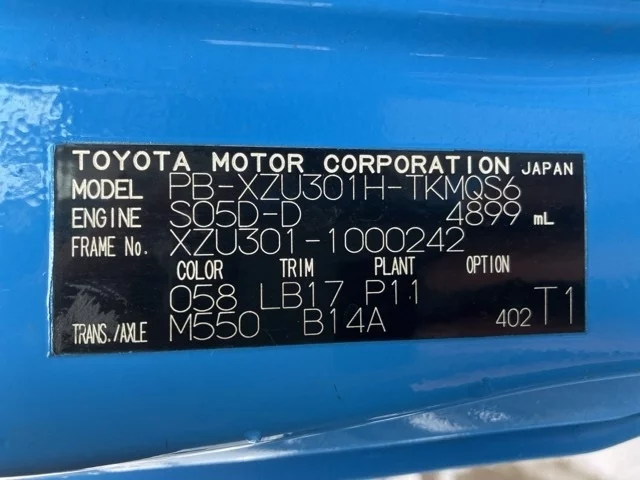 TOYOTA MOTOR CORPORATION JAPAN
MODEL PB-XZU301H-TKMQS6
ENGINE S05D-D 4899 mL
FRAME No. XZU301-1000242
COLOR TRIM PLANT OPTION
058 LB17 P11
TRANS./AXLE M550 B14A 402 T1